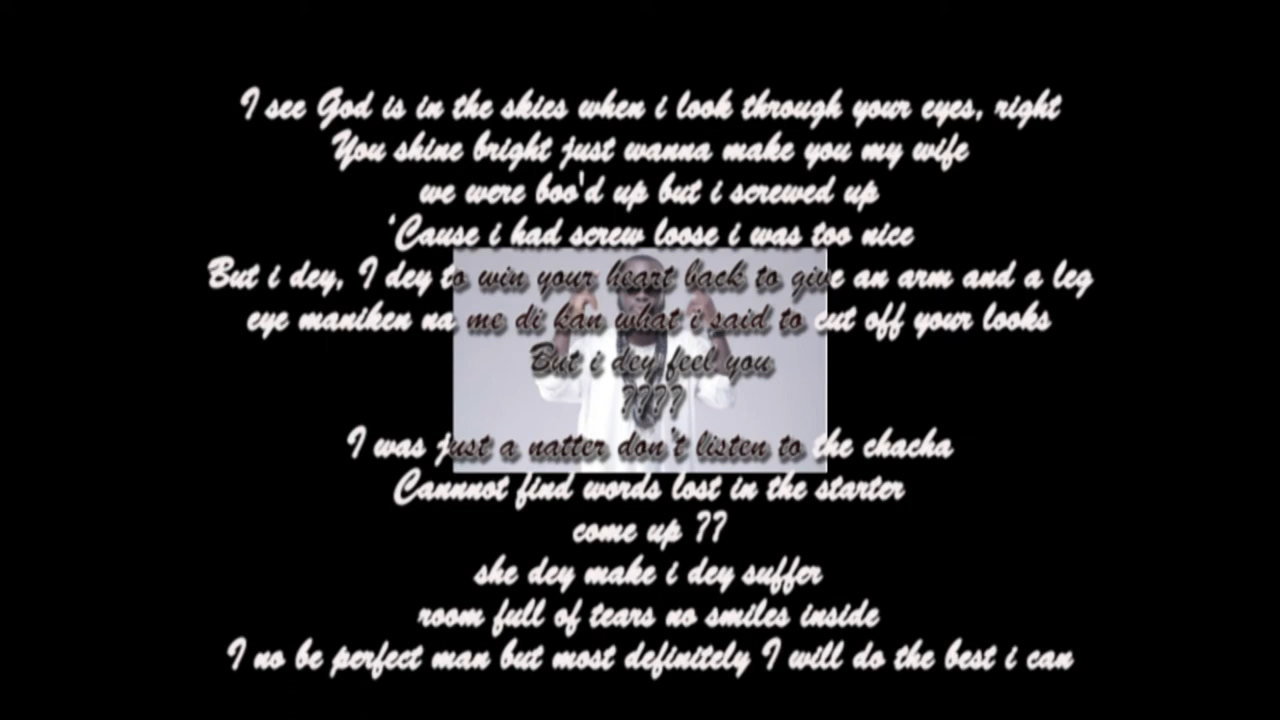 I see God is in the skies when i look through your eyes, right
You shine bright just wanna make you my wife
we were boo'd up but i screwed up
'Cause i had screw loose i was too nice
But i dey, I dey to win your heart back to give an arm and a leg
eye maniken na me di kan what i said to cut off your looks
But i dey feel you
????
I was just a natter don't listen to the chacha
Cannnot find words lost in the starter
come up ??
she dey make i dey suffer
room full of tears no smiles inside
I no be perfect man but most definitely I will do the best i can